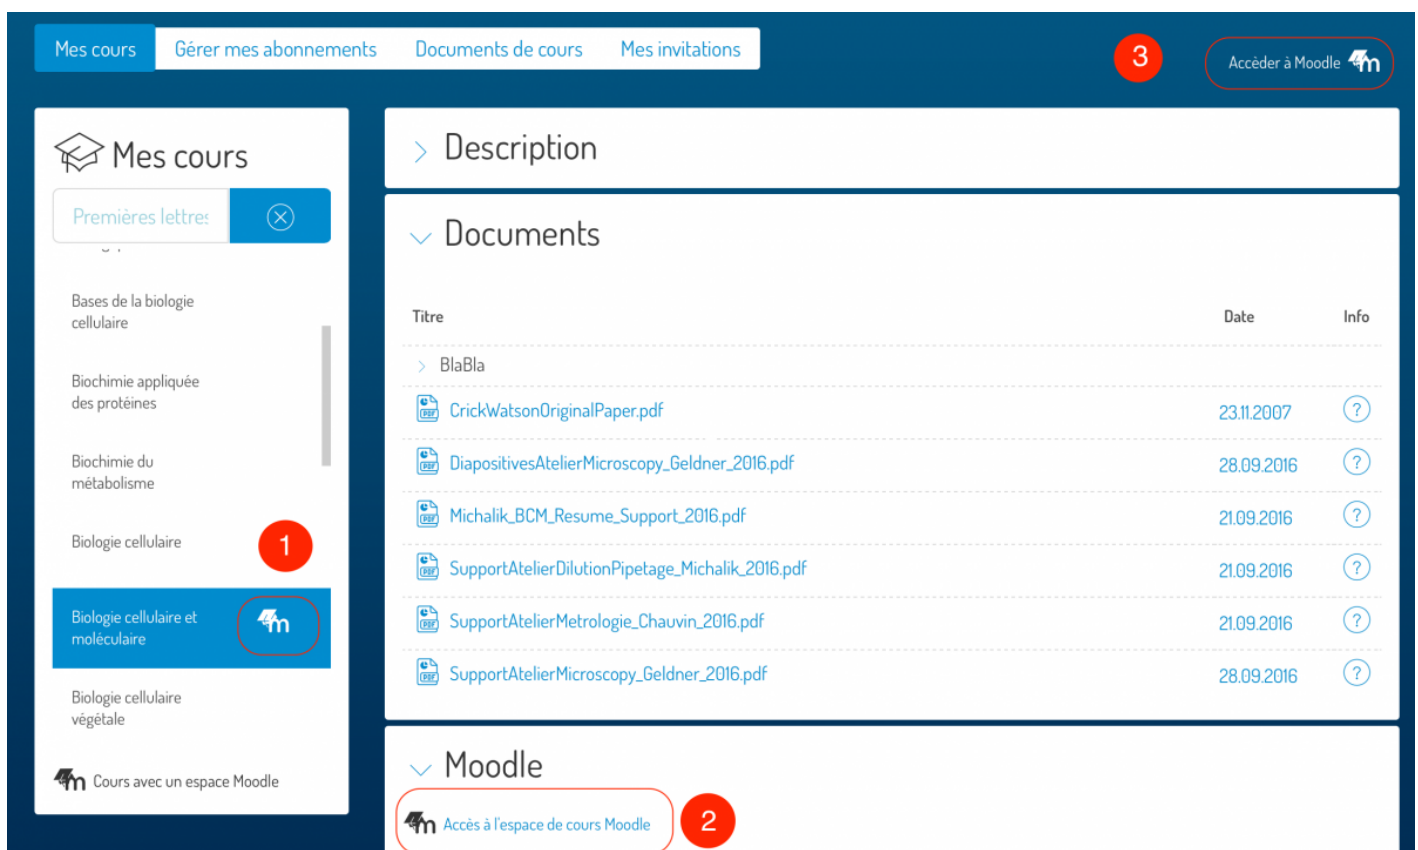 Mes cours
Gérer mes abonnements
Documents de cours
Mes invitations
3
Accèder à Moodle
Mes cours
Premières lettres
Bases de la biologie
cellulaire
Biochimie appliquée
des protéines
Biochimie du
métabolisme
Biologie cellulaire
1
Biologie cellulaire et
moléculaire
Biologie cellulaire
végétale
Cours avec un espace Moodle
Description
Documents
Titre Date Info
BlaBla
CrickWatsonOriginalPaper.pdf 23.11.2007 ?
DiapositivesAtelierMicroscopy_Geldner_2016.pdf 28.09.2016 ?
Michalik_BCM_Resume_Support_2016.pdf 21.09.2016 ?
SupportAtelierDilutionPipetage_Michalik_2016.pdf 21.09.2016 ?
SupportAtelierMetrologie_Chauvin_2016.pdf 21.09.2016 ?
SupportAtelierMicroscopy_Geldner_2016.pdf 28.09.2016 ?
Moodle
Accès à l'espace de cours Moodle
2